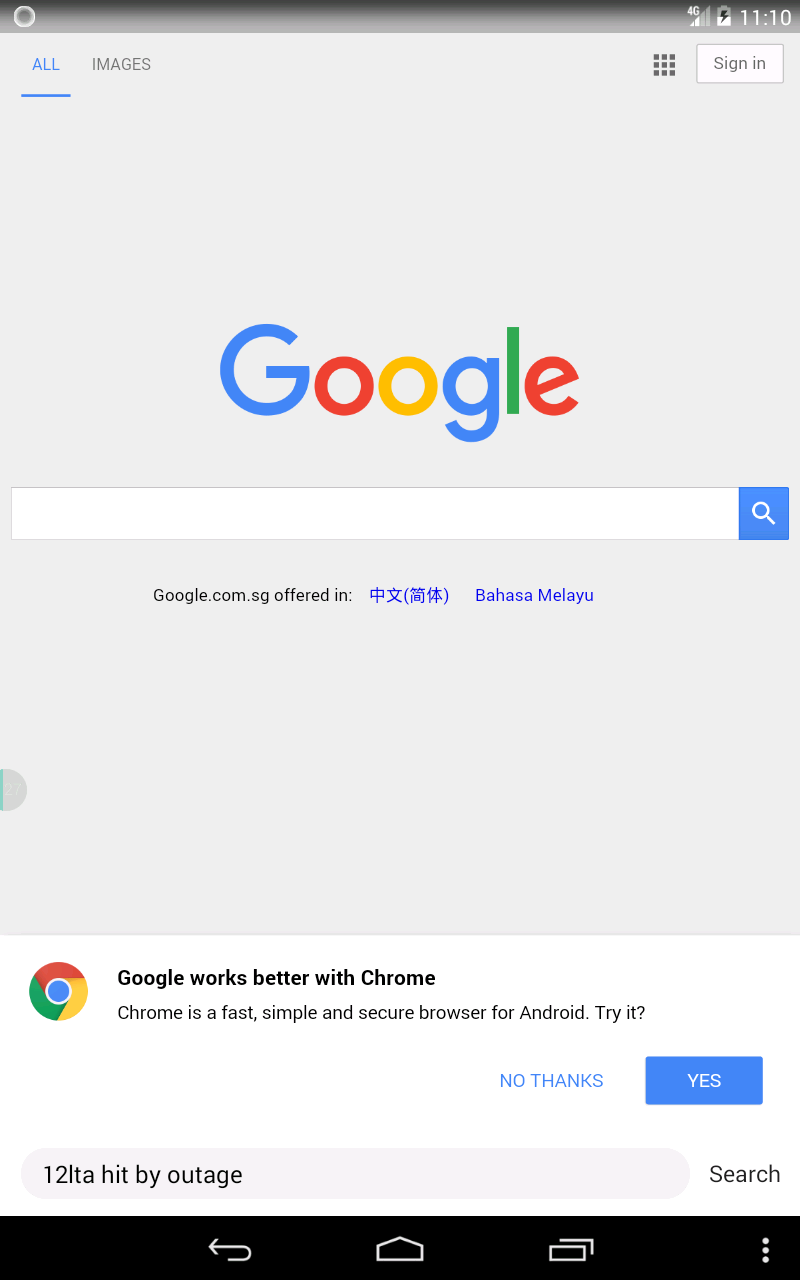 4G 11:10
ALL IMAGES Sign in
Google
Google.com.sg offered in: 中文(简体) Bahasa Melayu
27
Google works better with Chrome
Chrome is a fast, simple and secure browser for Android. Try it?
NO THANKS YES
12lta hit by outage Search